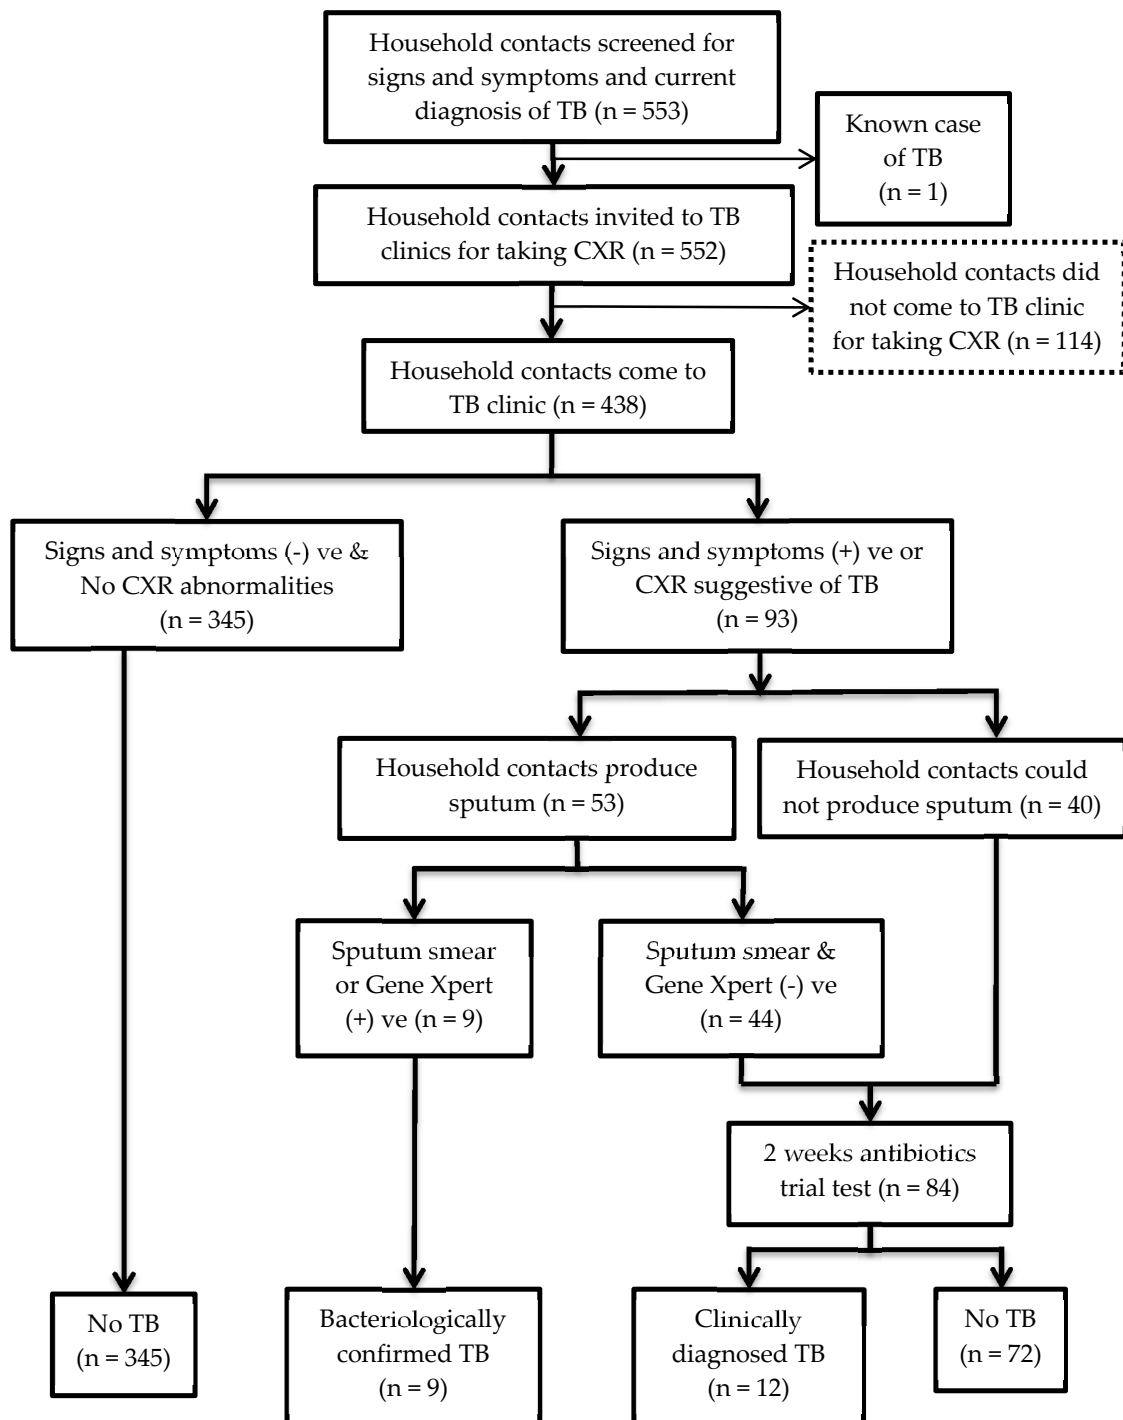 Household contacts screened for
signs and symptoms and current
diagnosis of TB (n = 553)
Known case
of TB
(n = 1)
Household contacts invited to TB
clinics for taking CXR (n = 552)
Household contacts did
not come to TB clinic
for taking CXR (n = 114)
Household contacts come to
TB clinic (n = 438)
Signs and symptoms (-) ve &
No CXR abnormalities
(n = 345)
Signs and symptoms (+) ve or
CXR suggestive of TB
(n = 93)
Household contacts produce
sputum (n = 53)
Household contacts could
not produce sputum (n = 40)
Sputum smear
or Gene Xpert
(+) ve (n = 9)
Sputum smear &
Gene Xpert (-) ve
(n = 44)
2 weeks antibiotics
trial test (n = 84)
No TB
(n = 345)
Bacteriologically
confirmed TB
(n = 9)
Clinically
diagnosed TB
(n = 12)
No TB
(n = 72)